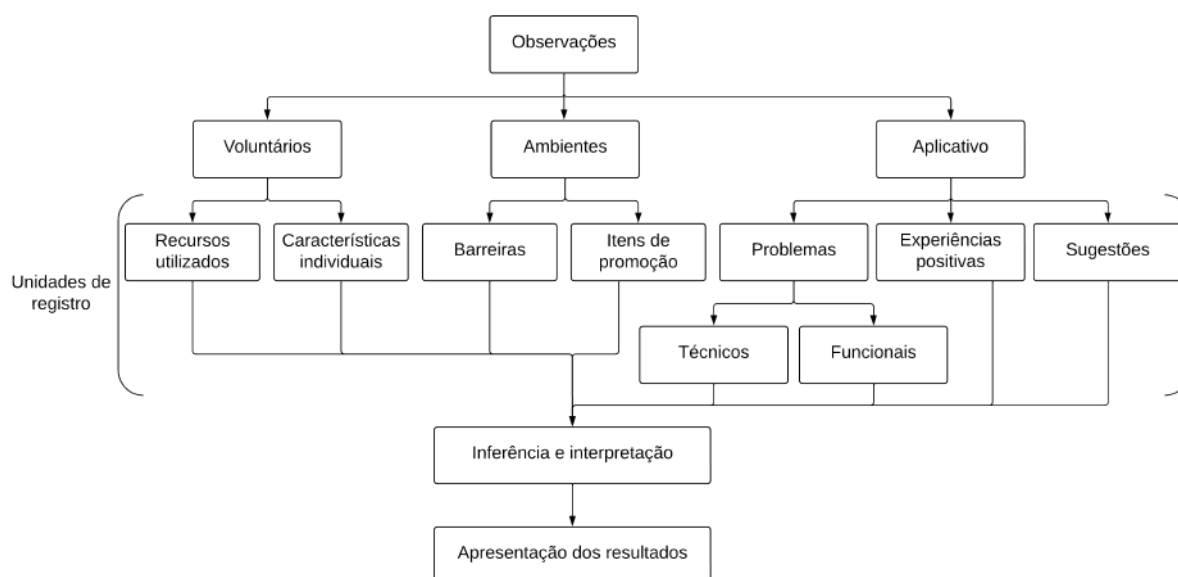 Observações
Voluntários
Ambientes
Aplicativo
Unidades de
registro
Recursos
utilizados
Características
individuais
Barreiras
Itens de
promoção
Problemas
Experiências
positivas
Sugestões
Técnicos
Funcionais
Inferência e interpretação
Apresentação dos resultados